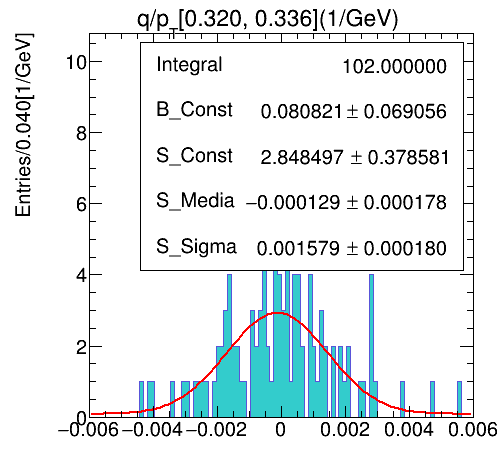 q/p_T[0.320, 0.336](1/GeV)
Entries/0.040[1/GeV]
Integral 102.000000
B_Const 0.080821 ± 0.069056
S_Const 2.848497 ± 0.378581
S_Media −0.000129 ± 0.000178
S_Sigma 0.001579 ± 0.000180
10
8
6
4
2
0
−0.006 −0.004 −0.002 0 0.002 0.004 0.006